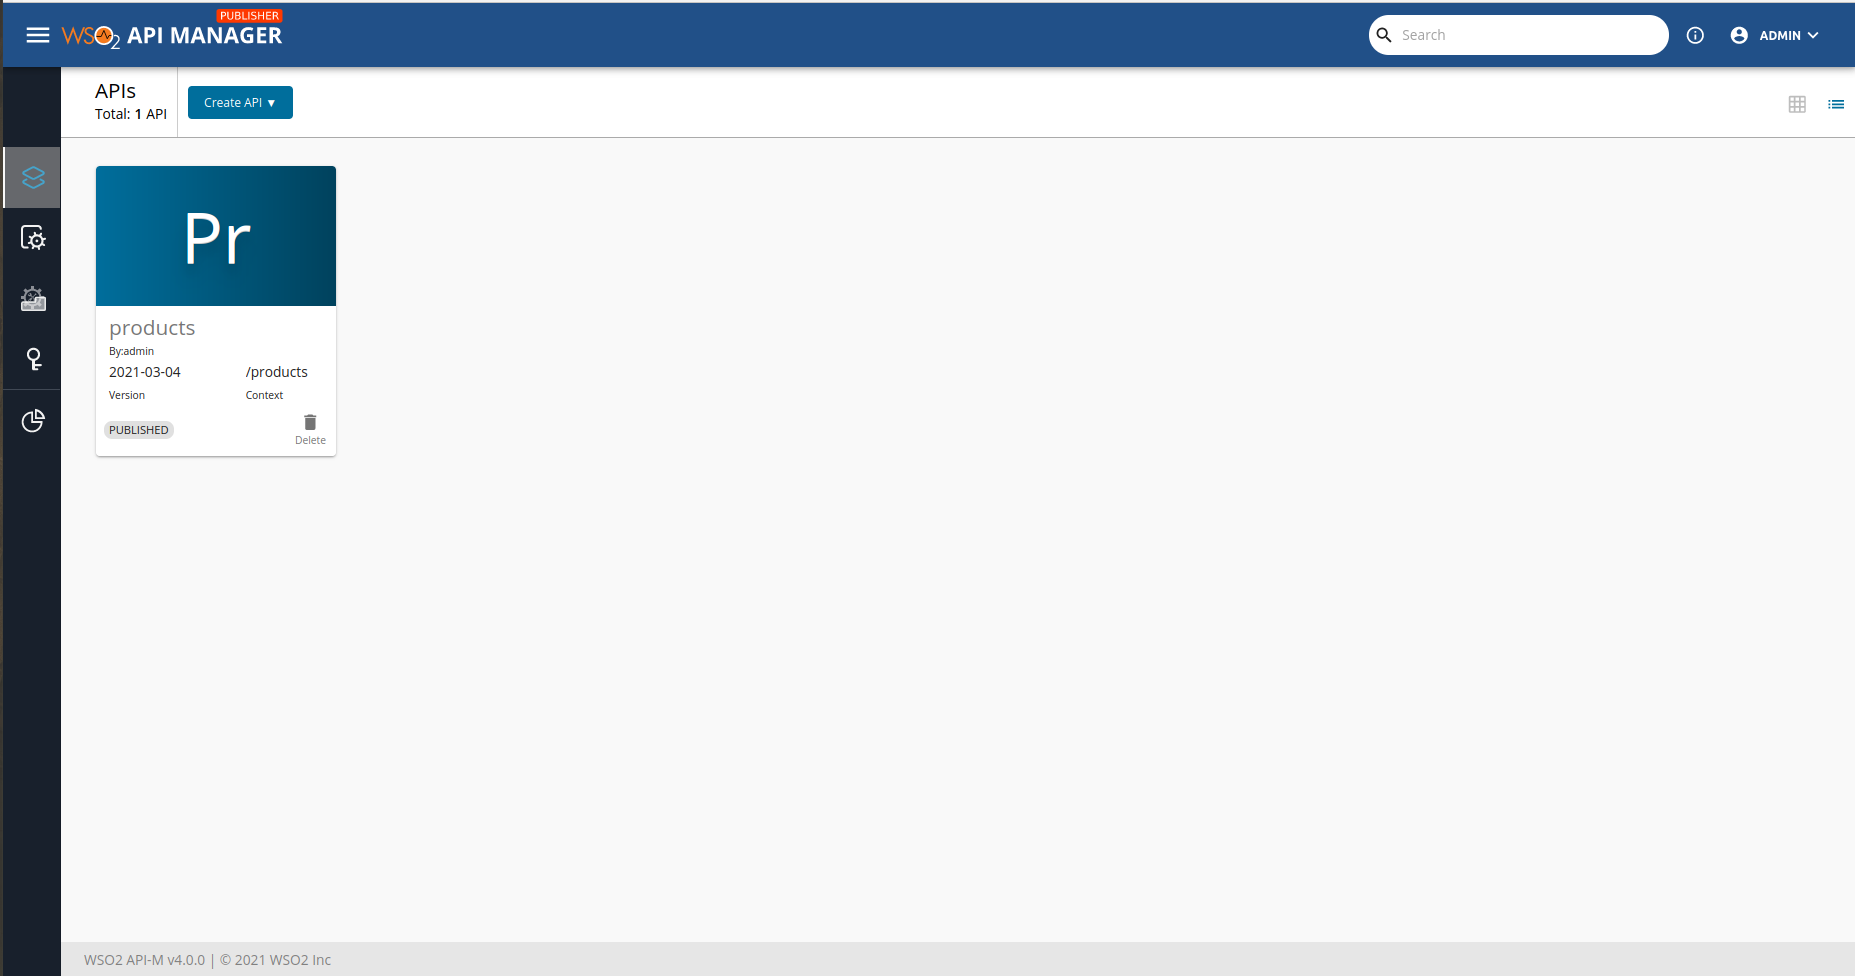 PUBLISHER
WSO2 API MANAGER
Search
ADMIN
APIs
Total: 1 API
Create API ▼
Pr
products
By:admin
2021-03-04 /products
Version Context
PUBLISHED
Delete
WSO2 API-M v4.0.0 | © 2021 WSO2 Inc